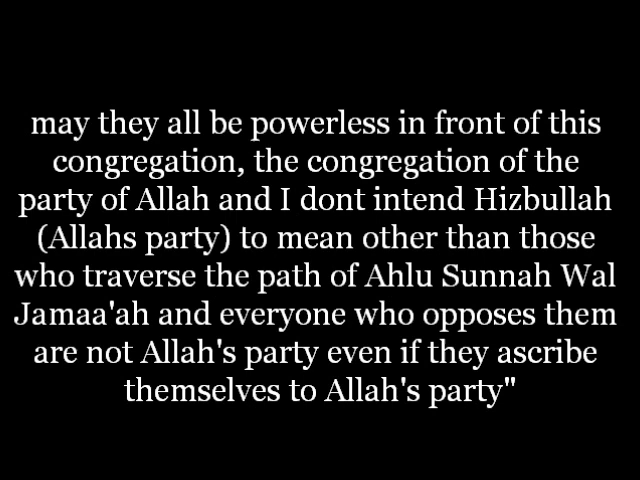 may they all be powerless in front of this
congregation, the congregation of the
party of Allah and I dont intend Hizbullah
(Allahs party) to mean other than those
who traverse the path of Ahlu Sunnah Wal
Jamaa'ah and everyone who opposes them
are not Allah's party even if they ascribe
themselves to Allah's party"